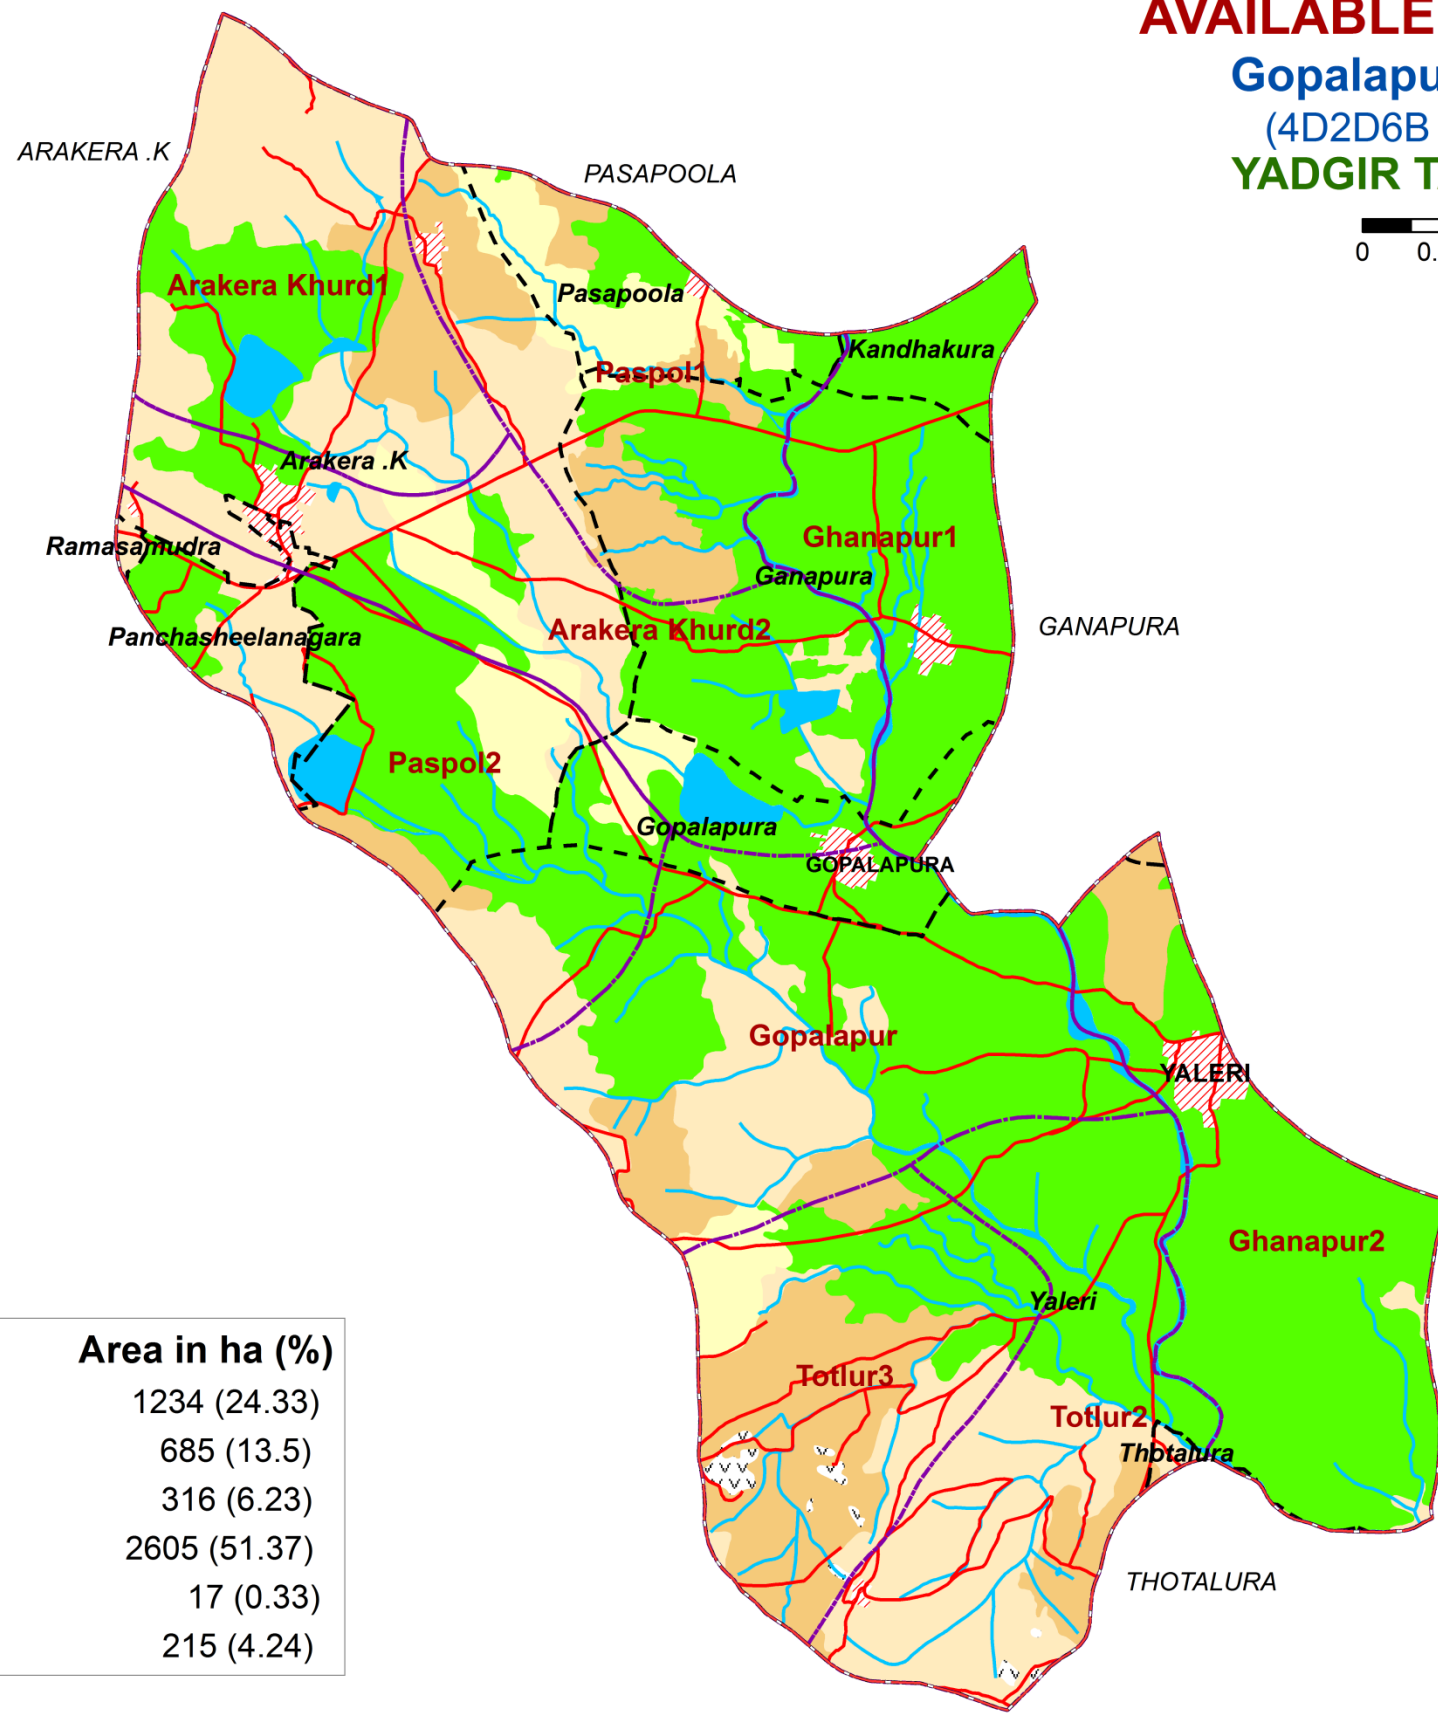 AVAILABLE
Gopalapu
(4D2D6B
YADGIR T
0 0.
ARAKERA .K
PASAPOOLA
Arakera Khurd1
Pasapoola
Kandhakura
Paspol1
Arakera .K
Ramasamudra
Ghanapur1
Ganapura
Panchasheelanagara
Arakera Khurd2
GANAPURA
Paspol2
Gopalapura
GOPALAPURA
Gopalapur
YALERI
Ghanapur2
Yaleri
Totlur3
Totlur2
Thotalura
THOTALURA
Area in ha (%)
1234 (24.33)
685 (13.5)
316 (6.23)
2605 (51.37)
17 (0.33)
215 (4.24)